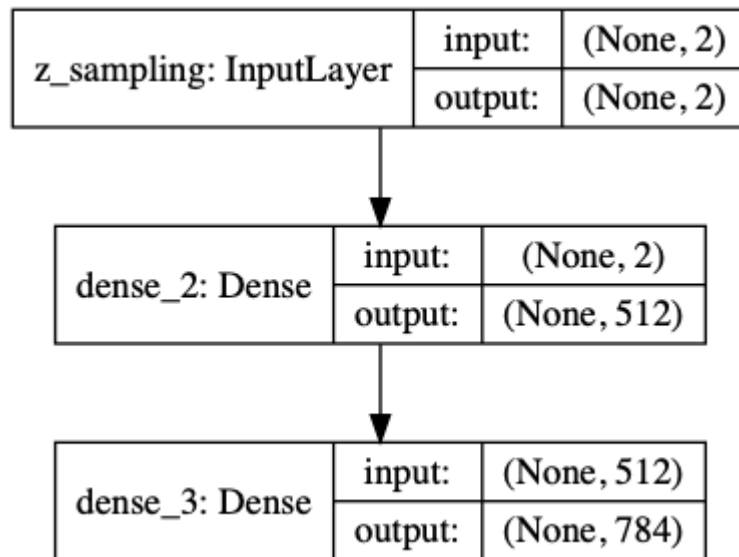 z_sampling: InputLayer
input: (None, 2)
output: (None, 2)
dense_2: Dense
input: (None, 2)
output: (None, 512)
dense_3: Dense
input: (None, 512)
output: (None, 784)